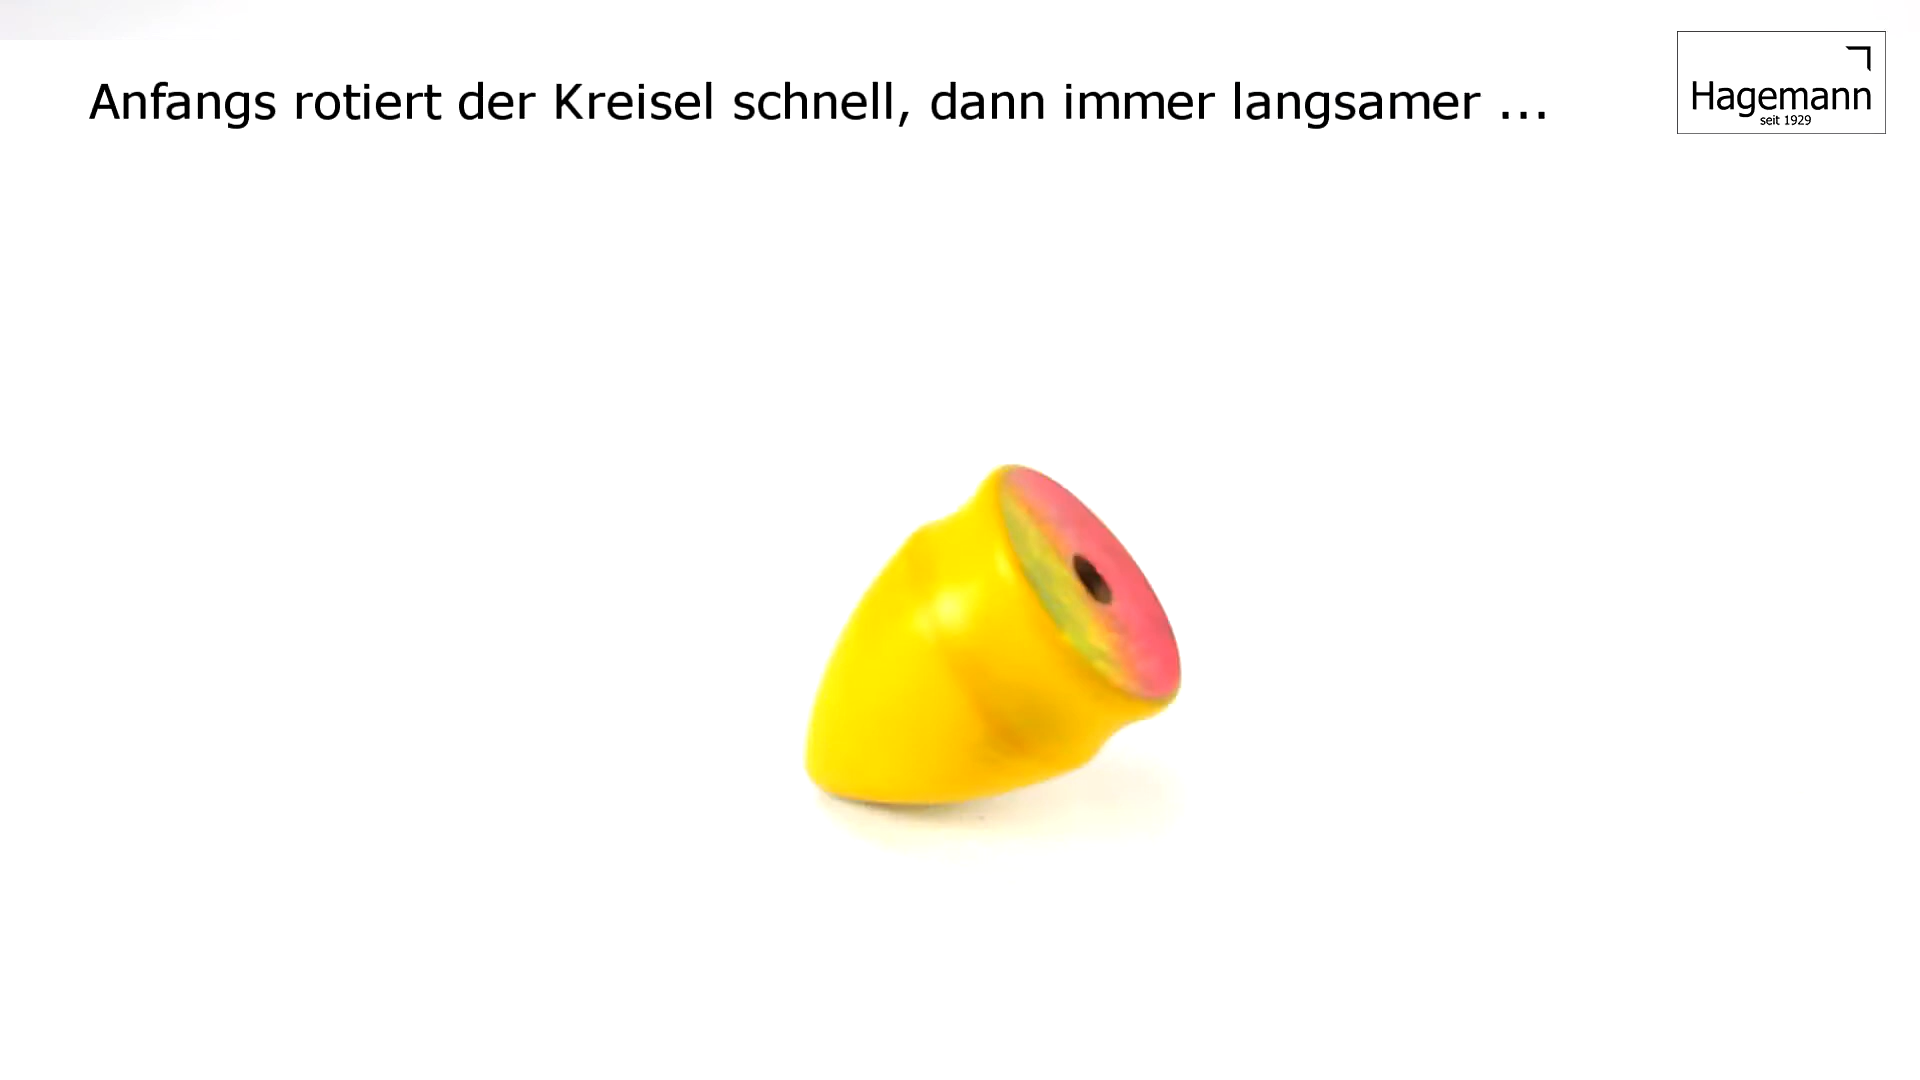 Anfangs rotiert der Kreisel schnell, dann immer langsamer ...
Hagemann
seit 1929